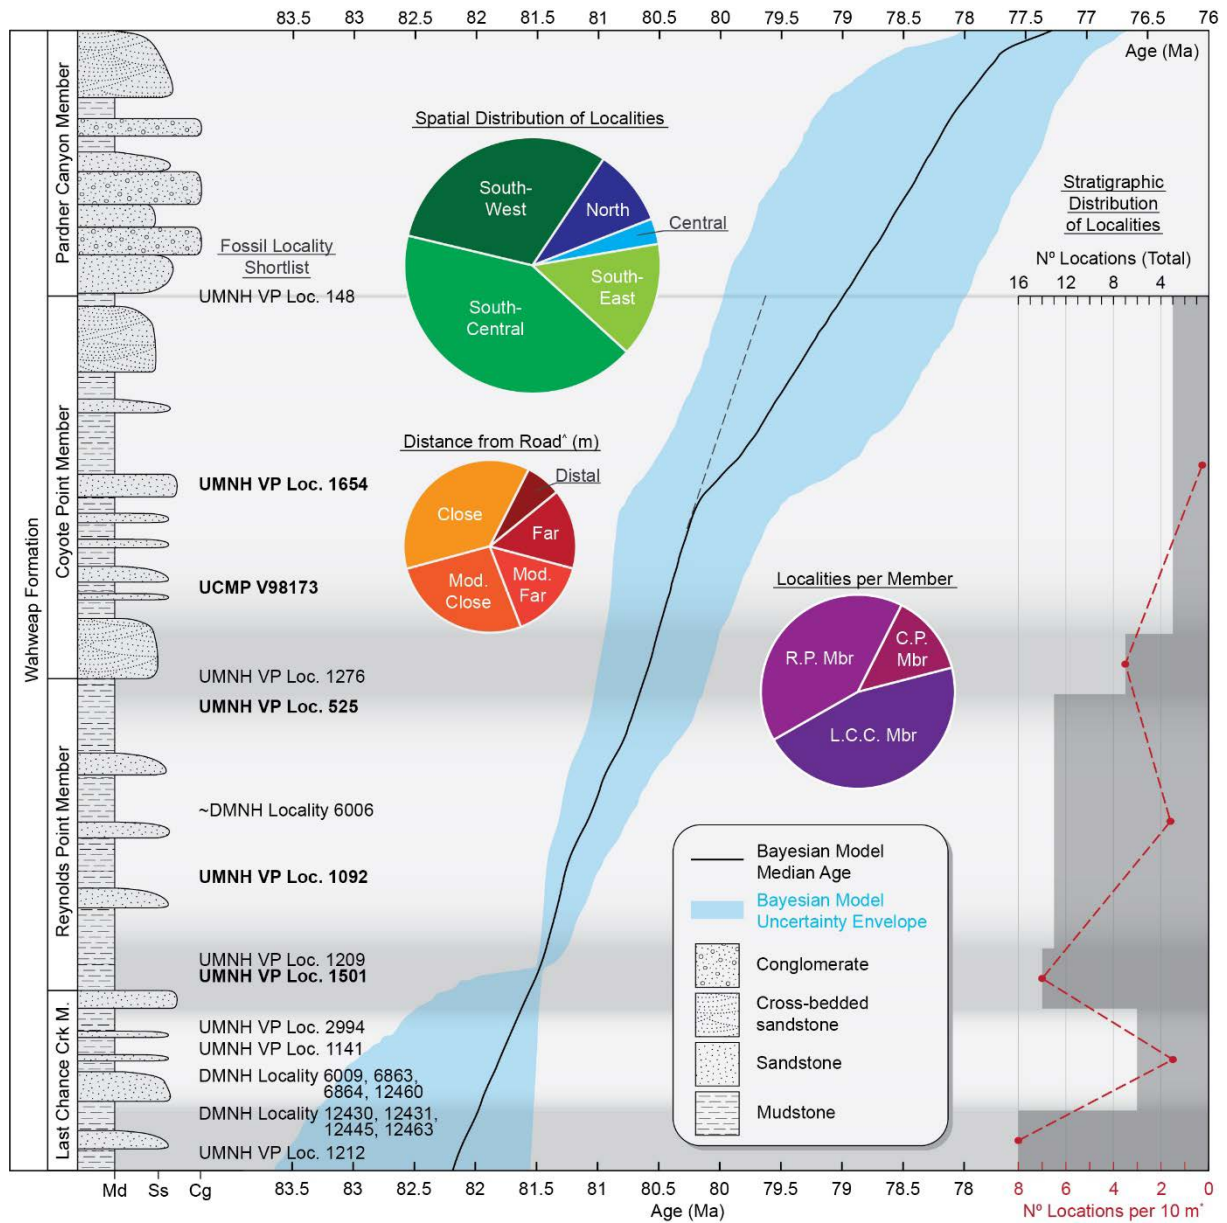 83.5 83 82.5 82 81.5 81 80.5 80 79.5 79 78.5 78 77.5 77 76.5 76
Age (Ma)
Wahweap Formation
Pardner Canyon Member
Coyote Point Member
Reynolds Point Member
Last Chance Crk M.
Spatial Distribution of Localities
South-
West
North
Central
South-
East
South-
Central
Stratigraphic
Distribution
of Localities
Nº Locations (Total)
16 12 8 4
Fossil Locality
Shortlist
UMNH VP Loc. 148
UMNH VP Loc. 1654
UCMP V98173
UMNH VP Loc. 1276
UMNH VP Loc. 525
~DMNH Locality 6006
UMNH VP Loc. 1092
UMNH VP Loc. 1209
UMNH VP Loc. 1501
UMNH VP Loc. 2994
UMNH VP Loc. 1141
DMNH Locality 6009, 6863,
6864, 12460
DMNH Locality 12430, 12431,
12445, 12463
UMNH VP Loc. 1212
Distance from Road^ (m)
Distal
Close
Far
Mod.
Far
Mod.
Close
Localities per Member
R.P. Mbr
C.P.
Mbr
L.C.C. Mbr
Bayesian Model
Median Age
Bayesian Model
Uncertainty Envelope
Conglomerate
Cross-bedded
sandstone
Sandstone
Mudstone
Md Ss Cg
83.5 83 82.5 82 81.5 81 80.5 80 79.5 79 78.5 78
Age (Ma)
8 6 4 2 0
Nº Locations per 10 m*